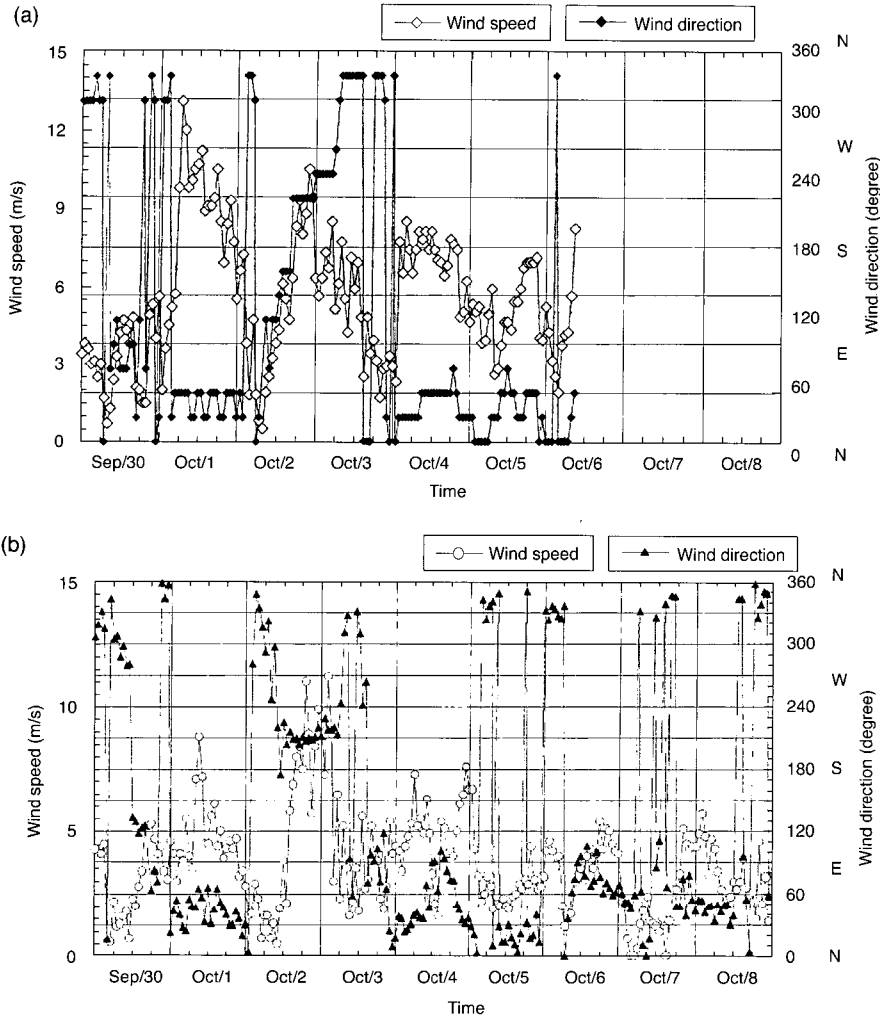 (a)
Wind speed
Wind direction
15
12
9
6
3
0
Wind speed (m/s)
360
300
240
180
120
60
0
N
W
S
E
N
Wind direction (degree)
Sep/30
Oct/1
Oct/2
Oct/3
Oct/4
Oct/5
Oct/6
Oct/7
Oct/8
Time
(b)
Wind speed
Wind direction
15
10
5
0
Wind speed (m/s)
360
300
240
180
120
60
0
N
W
S
E
N
Wind direction (degree)
Sep/30
Oct/1
Oct/2
Oct/3
Oct/4
Oct/5
Oct/6
Oct/7
Oct/8
Time